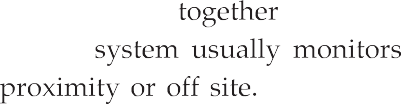 together
system usually monitors
proximity or off site.